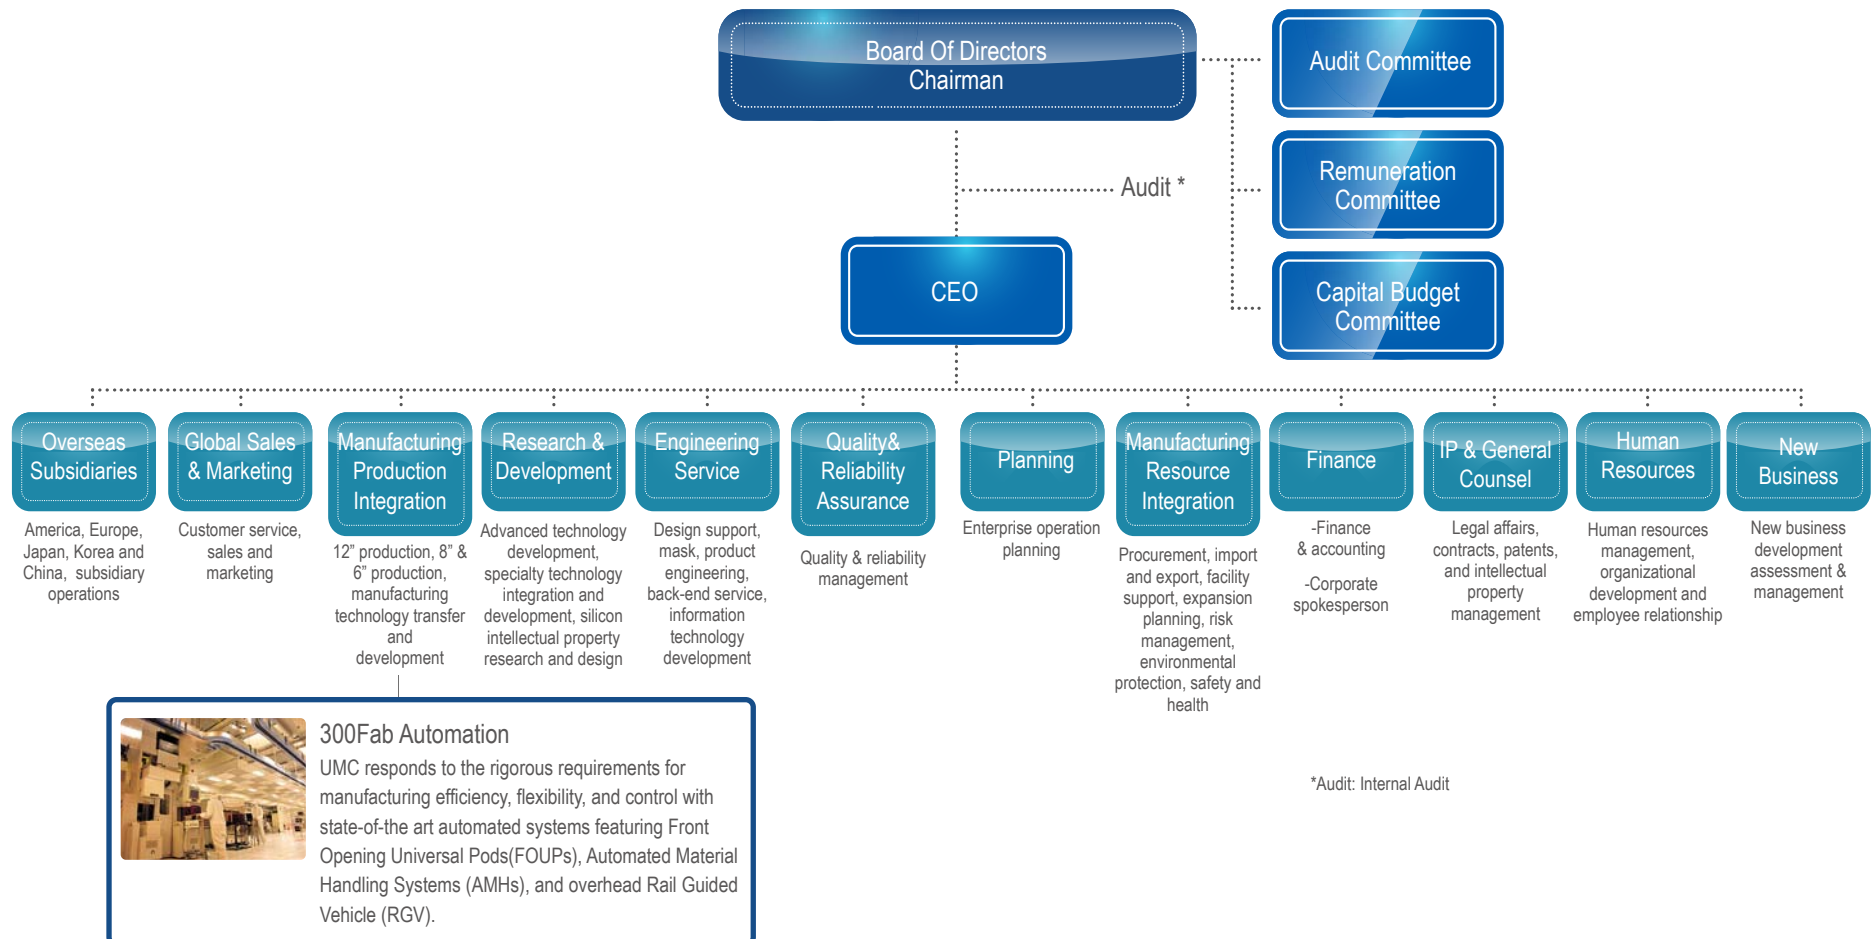 Board Of Directors
Chairman
Audit Committee
Remuneration
Committee
Capital Budget
Committee
Audit *
CEO
Overseas
Subsidiaries
America, Europe,
Japan, Korea and
China, subsidiary
operations
Global Sales
& Marketing
Customer service,
sales and
marketing
Manufacturing
Production
Integration
12” production, 8” &
6” production,
manufacturing
technology transfer
and
development
Research &
Development
Advanced technology
development,
specialty technology
integration and
development, silicon
intellectual property
research and design
Engineering
Service
Design support,
mask, product
engineering,
back-end service,
information
technology
development
Quality&
Reliability
Assurance
Quality & reliability
management
Planning
Enterprise operation
planning
Manufacturing
Resource
Integration
Procurement, import
and export, facility
support, expansion
planning, risk
management,
environmental
protection, safety and
health
Finance
-Finance
& accounting
-Corporate
spokesperson
IP & General
Counsel
Legal affairs,
contracts, patents,
and intellectual
property
management
Human
Resources
Human resources
management,
organizational
development and
employee relationship
New
Business
New business
development
assessment &
management
300Fab Automation
UMC responds to the rigorous requirements for
manufacturing efficiency, flexibility, and control with
state-of-the art automated systems featuring Front
Opening Universal Pods(FOUPs), Automated Material
Handling Systems (AMHs), and overhead Rail Guided
Vehicle (RGV).
*Audit: Internal Audit